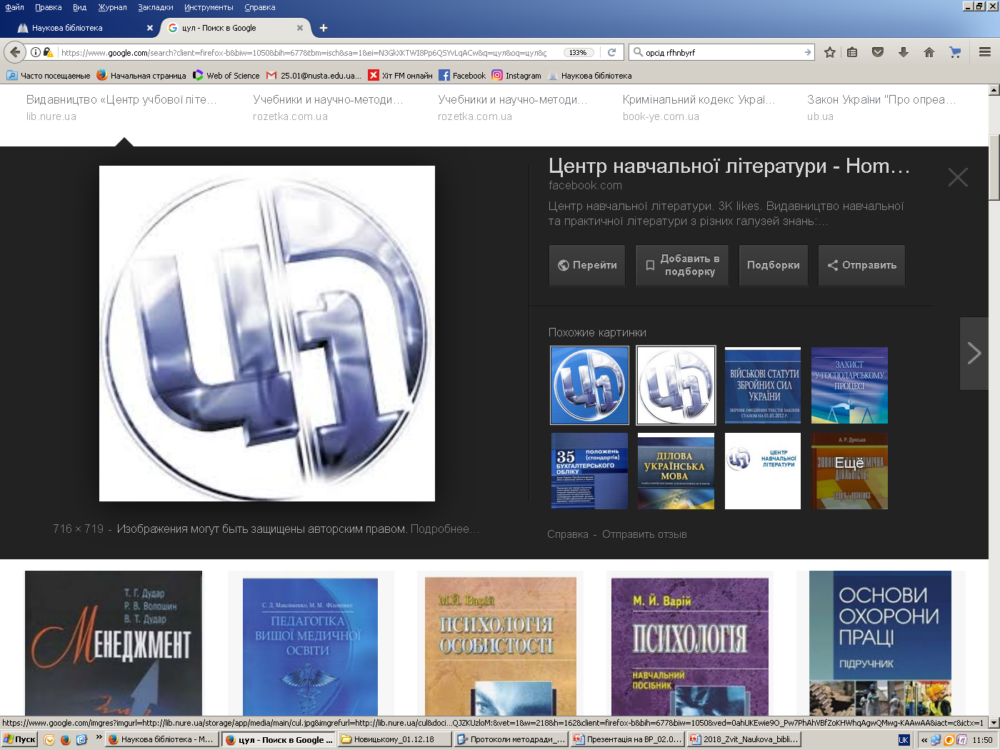 Файл Правка Вид Журнал Закладки Инструменты Справка
Наукова бібліотека
цул - Поиск в Google
https://www.google.com/search?client=firefox-b&biw=1050&bih=677&tbm=isch&sa=1&ei=N3GkXKTWI8Pp6QSYvLqACw&q=цул&oq=цул&g
133%
орсід rfhnbyrf
Часто посещаемые Начальная страница Web of Science 25.01@nusta.edu.ua... Хіт FM онлайн Facebook Instagram Наукова бібліотека
Видавництво «Центр учбової літе... Учебники и научно-методи... Учебники и научно-методи... Кримінальний кодекс Украї... Закон України "Про опреа...
lib.nure.ua rozetka.com.ua rozetka.com.ua book-ye.com.ua ub.ua
Центр навчальної літератури - Hom...
facebook.com
Центр навчальної літератури. 3K likes. Видавництво навчальної
та практичної літератури з різних галузей знань:...
Перейти
Добавить в
подборку
Подборки
Отправить
Похожие картинки
ВІЙСЬКОВІ СТАТУТИ
ЗБРОЙНИХ СИЛ
УКРАЇНИ
ЗБІРНИК ОФІЦІЙНИХ ТЕКСТІВ ЗАКОНІВ
СТАНОМ НА 01.01.2012 г.
ЗАХИСТ
У ГОСПОДАРСЬКОМУ
ПРОЦЕСІ
35 положень
(стандартів)
БУХГАЛТЕРСЬКОГО
ОБЛІКУ
ДІЛОВА
УКРАЇНСЬКА
МОВА
ЦЕНТР
НАВЧАЛЬНОЇ
ЛІТЕРАТУРИ
А. Р. Дунська
Ещё
теорія і практика
716 × 719 - Изображения могут быть защищены авторским правом. Подробнее...
Справка - Отправить отзыв
Т. Г. Дудар
Р. В. Волошин
В. Т. Дудар
МЕНЕДЖМЕНТ
С. Д. Максименко, М. М. Філоненко
ПЕДАГОГІКА
ВИЩОЇ МЕДИЧНОЇ
ОСВІТИ
М.Й. Варій
ПСИХОЛОГІЯ
ОСОБИСТОСТІ
М. Й. Варій
ПСИХОЛОГІЯ
НАВЧАЛЬНИЙ
ПОСІБНИК
ОСНОВИ
ОХОРОНИ
ПРАЦІ
ПІДРУЧНИК
https://www.google.com/imgres?imgurl=http://lib.nure.ua/storage/app/media/main/cul.jpg&imgrefurl=http://lib.nure.ua/cul&doci...QJZKUzloM:&vet=1&w=218&h=162&client=firefox-b&bih=677&biw=1050&ved=0ahUKEwie9O_Pw7PhAhVBfZoKHWhqAgwQMwg-KAAwAA&iact=c&ictx=1
Пуск
Наукова бібліотека - M...
цул - Поиск в Google ...
Новицькому_01.12.18
Протоколи методради_...
Презентація на ВР_02.0...
2018_Zvit_Naukova_bibli...
UK
11:50